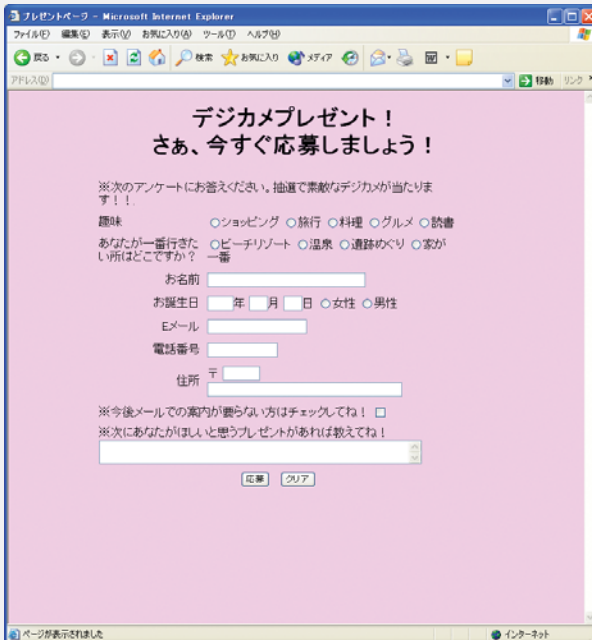 プレゼントページ - Microsoft Internet Explorer
ファイル(F) 編集(E) 表示(V) お気に入り(A) ツール(T) ヘルプ(H)
戻る 検索 お気に入り メディア
アドレス(D) 移動 リンク
デジカメプレゼント！
さぁ、今すぐ応募しましょう！
※次のアンケートにお答えください。抽選で素敵なデジカメが当たりま
す！！
趣味 ○ショッピング ○旅行 ○料理 ○グルメ ○読書
あなたが一番行きた ○ビーチリゾート ○温泉 ○遺跡めぐり ○家が
い所はどこですか？ 一番
お名前
お誕生日 年 月 日 ○女性 ○男性
Eメール
電話番号
住所 〒
※今後メールでの案内が要らない方はチェックしてね！
※次にあなたがほしいと思うプレゼントがあれば教えてね！
応募 クリア
ページが表示されました インターネット